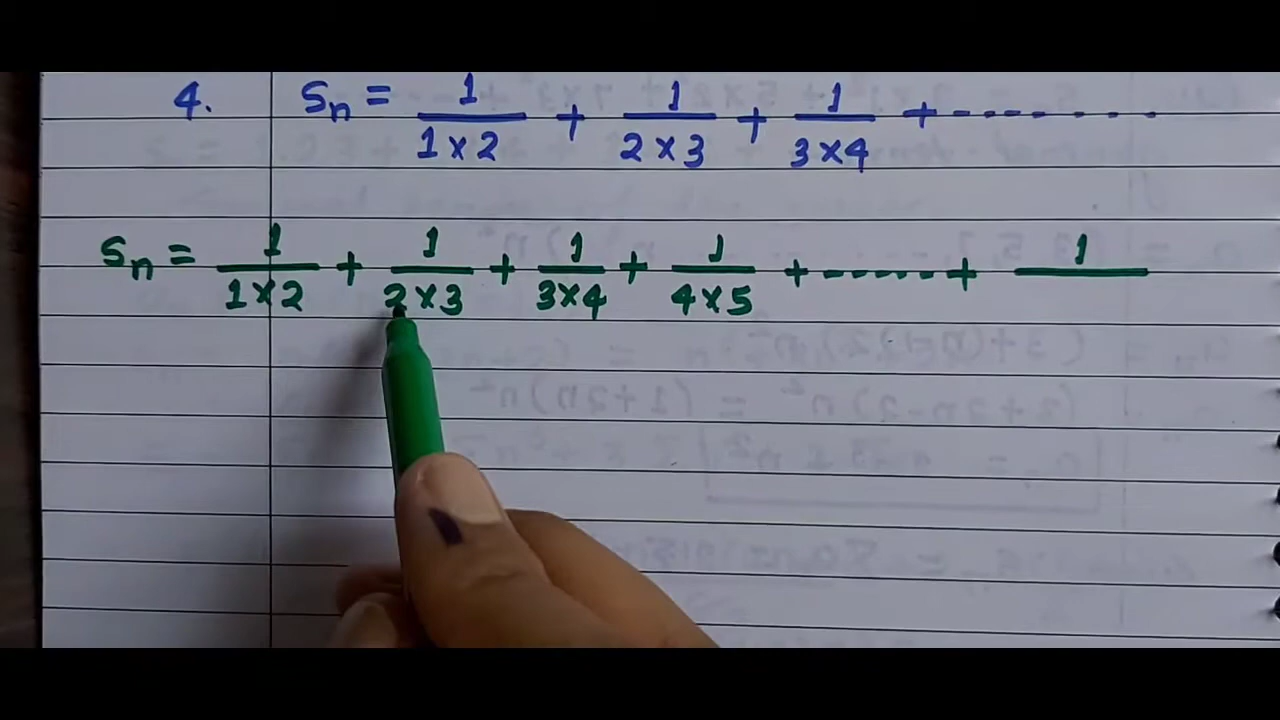 4. Sn = 1/(1×2) + 1/(2×3) + 1/(3×4) + --------
Sn = 1/(1×2) + 1/(2×3) + 1/(3×4) + 1/(4×5) + ------- + 1/